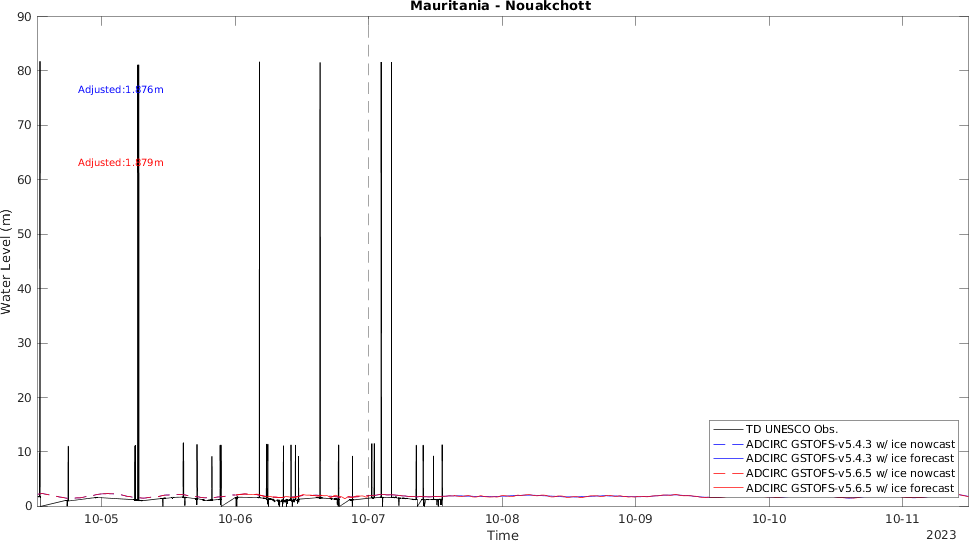 Mauritania - Nouakchott
90
80
70
60
50
40
30
20
10
0
Water Level (m)
Adjusted:1.876m
Adjusted:1.879m
TD UNESCO Obs.
ADCIRC GSTOFS-v5.4.3 w/ ice nowcast
ADCIRC GSTOFS-v5.4.3 w/ ice forecast
ADCIRC GSTOFS-v5.6.5 w/ ice nowcast
ADCIRC GSTOFS-v5.6.5 w/ ice forecast
10-05 10-06 10-07 10-08 10-09 10-10 10-11
Time
2023